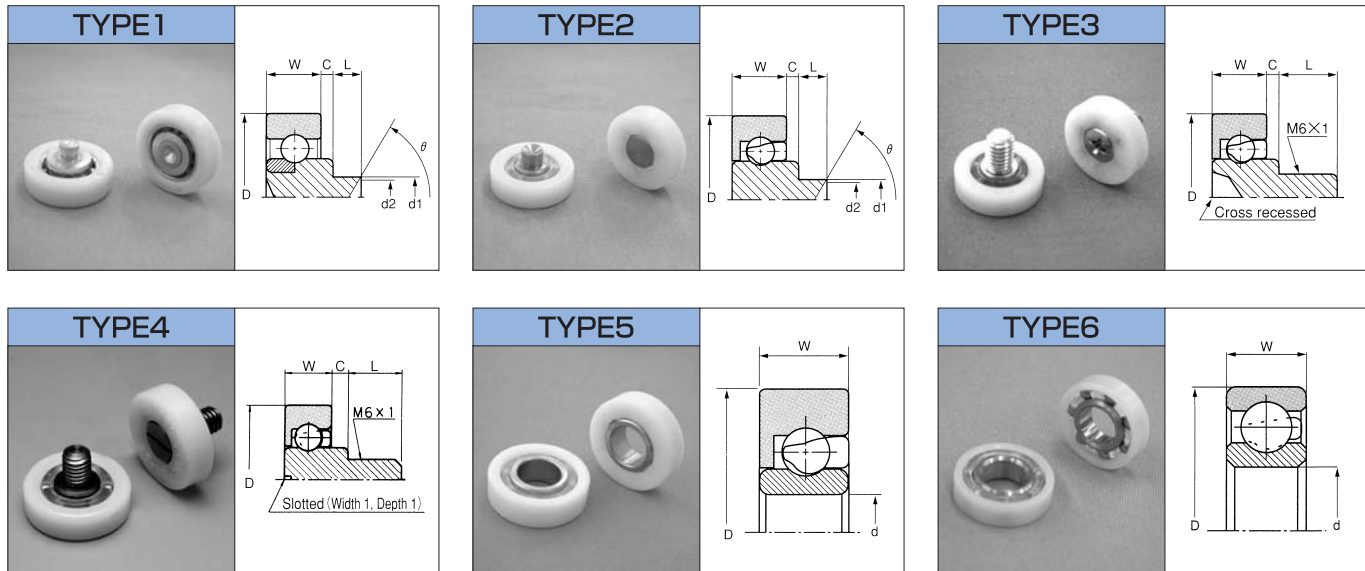 TYPE1
W C L
θ
D
d2 d1
TYPE2
W C L
θ
D
d2 d1
TYPE3
W C L
M6×1
D
Cross recessed
TYPE4
W C L
M6×1
D
Slotted (Width 1, Depth 1)
TYPE5
W
D
d
TYPE6
W
D
d